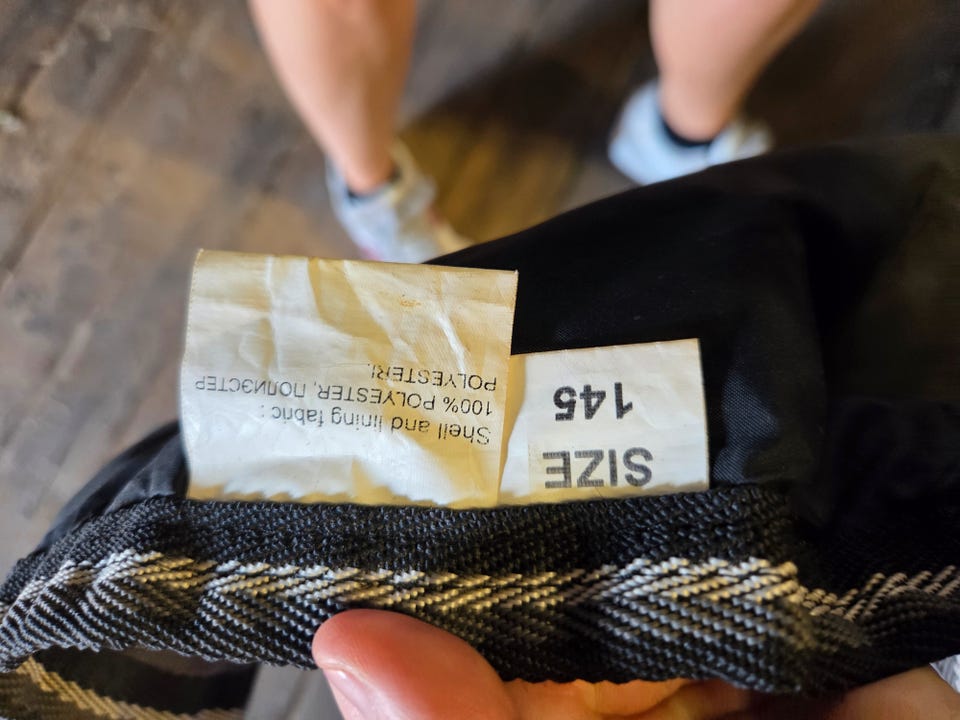 Shell and lining fabric :
100% POLYESTER, ПОЛИЭСТЕР
POLYESTERI,
SIZE
145